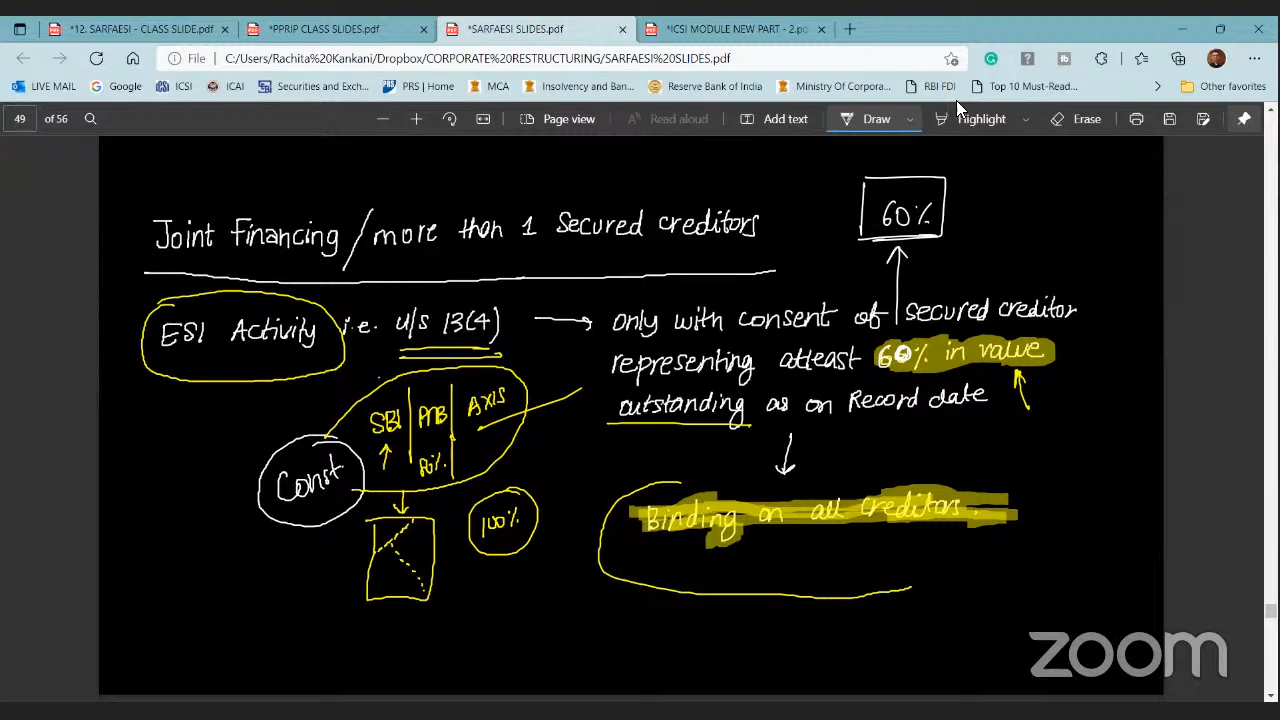 *12. SARFAESI - CLASS SLIDE.pdf
*PPRIP CLASS SLIDES.pdf
*SARFAESI SLIDES.pdf
*ICSI MODULE NEW PART - 2.pdf
File
C:/Users/Rachita%20Kankani/Dropbox/CORPORATE%20RESTRUCTURING/SARFAESI%20SLIDES.pdf
LIVE MAIL
Google
ICSI
ICAI
Securities and Exch...
PRS | Home
MCA
Insolvency and Ban...
Reserve Bank of India
Ministry Of Corpora...
RBI FDI
Top 10 Must-Read...
Other favorites
49 of 56
Page view
Read aloud
Add text
Draw
Highlight
Erase
60%
Joint Financing / more than 1 Secured creditors
ESI Activity i.e. u/s 13(4) → only with consent of secured creditor
representing atleast 60% in value
outstanding as on Record date
SBI | PNB | AXIS
Const
100%
Binding on all creditors.
zoom